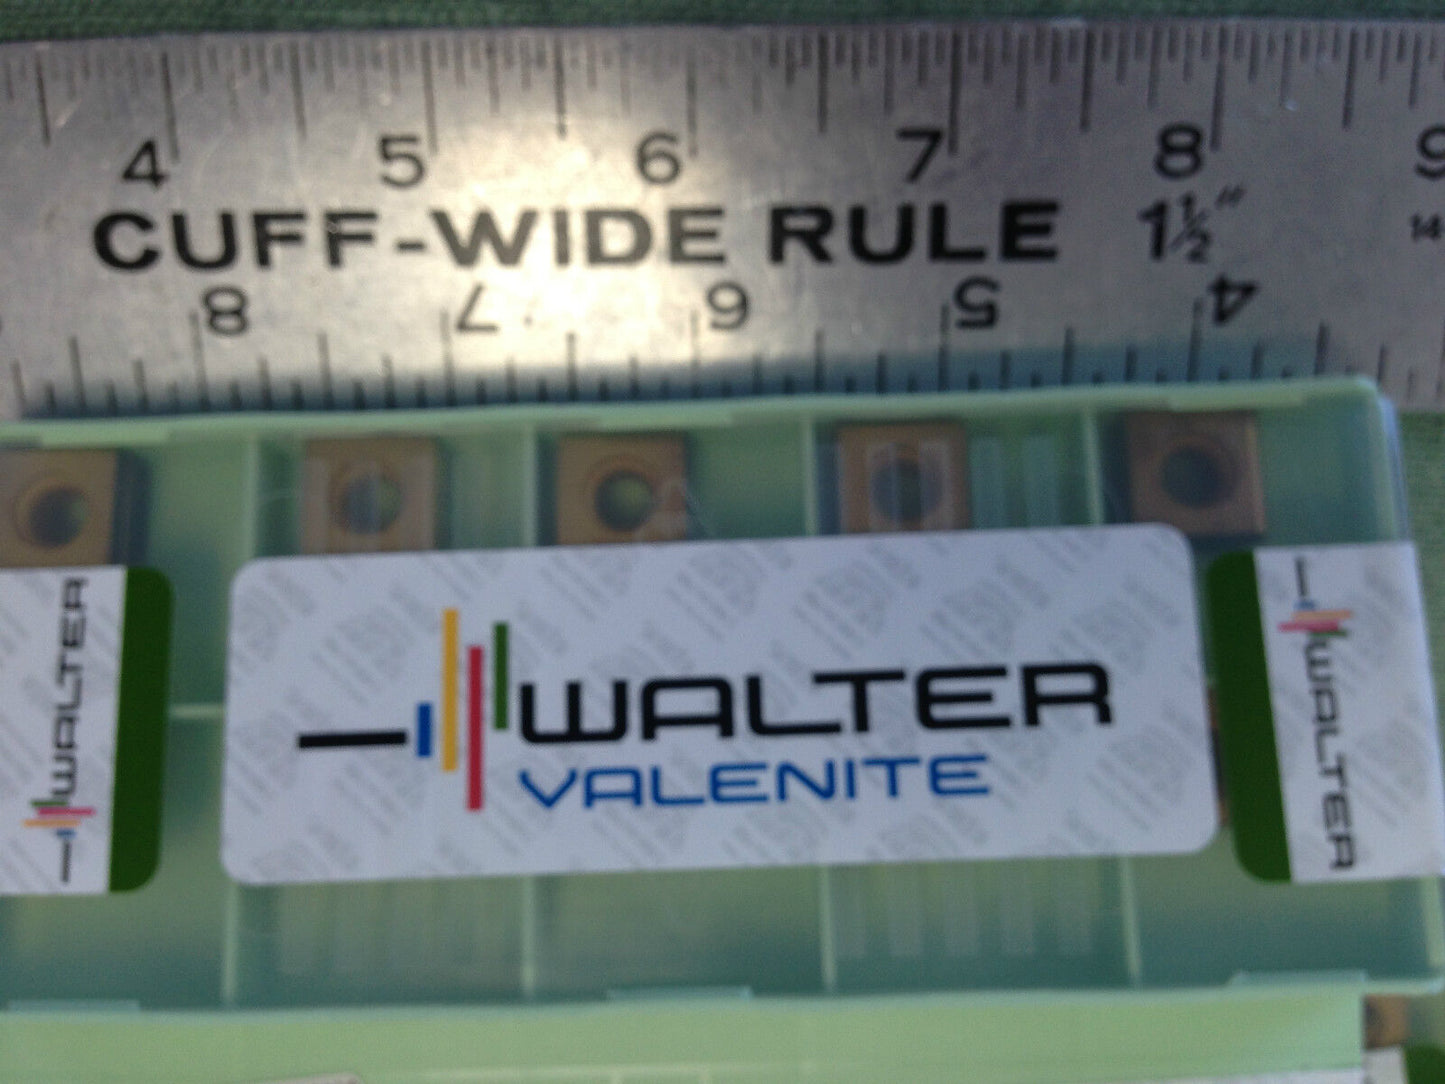 4 5 6 7 8 9
CUFF-WIDE RULE 1½" 14
8 7 6 5 4
WALTER
WALTER
VALENITE
WALTER